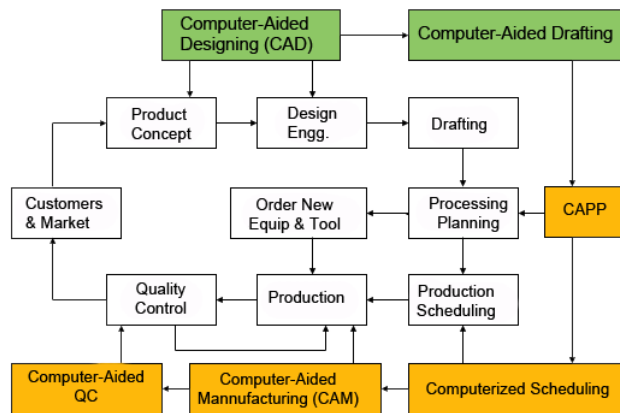 Computer-Aided
Designing (CAD)
Computer-Aided Drafting
Product
Concept
Design
Engg.
Drafting
Customers
& Market
Order New
Equip & Tool
Processing
Planning
CAPP
Quality
Control
Production
Production
Scheduling
Computer-Aided
QC
Computer-Aided
Mannufacturing (CAM)
Computerized Scheduling